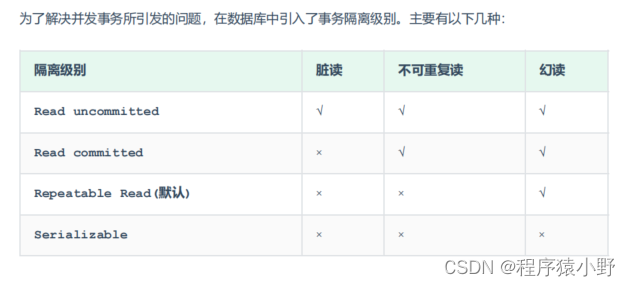 为了解决并发事务所引发的问题，在数据库中引入了事务隔离级别。主要有以下几种：
隔离级别 脏读 不可重复读 幻读
Read uncommitted √ √ √
Read committed × √ √
Repeatable Read(默认) × × √
Serializable × × ×
CSDN @程序猿小野